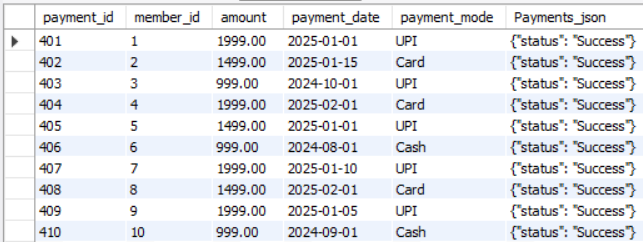 payment_id member_id amount payment_date payment_mode Payments_json
401 1 1999.00 2025-01-01 UPI {"status": "Success"}
402 2 1499.00 2025-01-15 Card {"status": "Success"}
403 3 999.00 2024-10-01 UPI {"status": "Success"}
404 4 1999.00 2025-02-01 Card {"status": "Success"}
405 5 1499.00 2025-01-01 UPI {"status": "Success"}
406 6 999.00 2024-08-01 Cash {"status": "Success"}
407 7 1999.00 2025-01-10 UPI {"status": "Success"}
408 8 1499.00 2025-02-01 Card {"status": "Success"}
409 9 1999.00 2025-01-05 UPI {"status": "Success"}
410 10 999.00 2024-09-01 Cash {"status": "Success"}